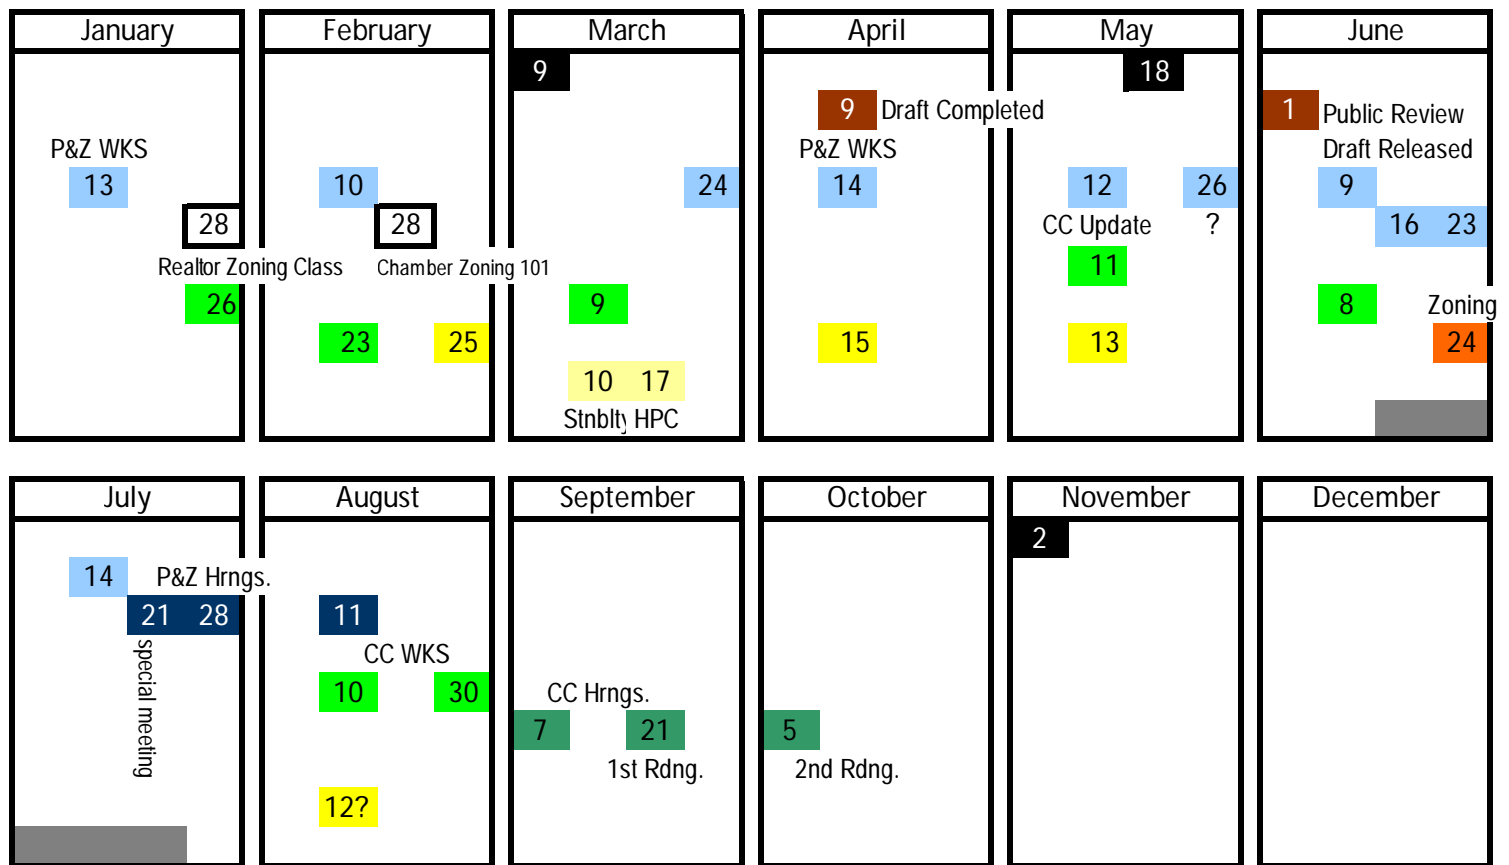 January February March April May June
9 18
9 Draft Completed 1 Public Review
P&Z WKS P&Z WKS Draft Released
13 10 24 14 12 26 9
28 28 CC Update ? 16 23
Realtor Zoning Class Chamber Zoning 101 11
26 9 8 Zoning
23 25 15 13 24
10 17
Stnblty HPC
July August September October November December
2
14 P&Z Hrngs.
21 28 11
special meeting
CC WKS
10 30 CC Hrngs.
7 21 5
1st Rdng. 2nd Rdng.
12?